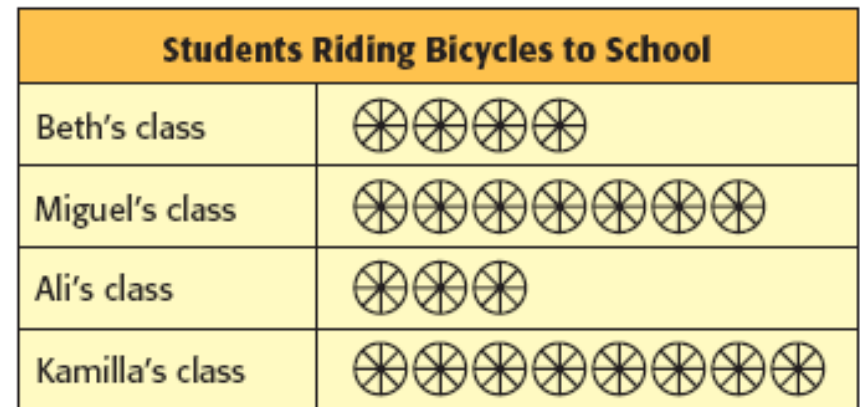 Students Riding Bicycles to School
Beth's class
Miguel's class
Ali's class
Kamilla's class